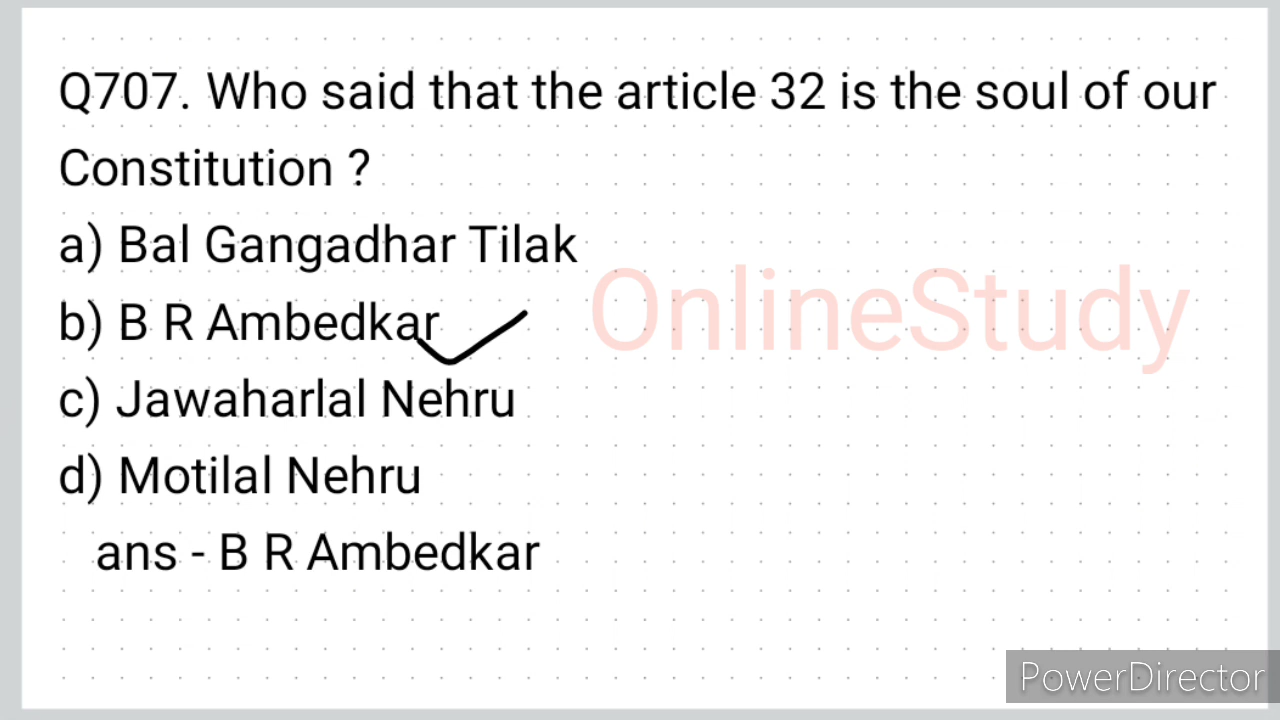 Q707. Who said that the article 32 is the soul of our
Constitution ?
a) Bal Gangadhar Tilak
OnlineStudy
b) B R Ambedkar
c) Jawaharlal Nehru
d) Motilal Nehru
ans - B R Ambedkar
PowerDirector